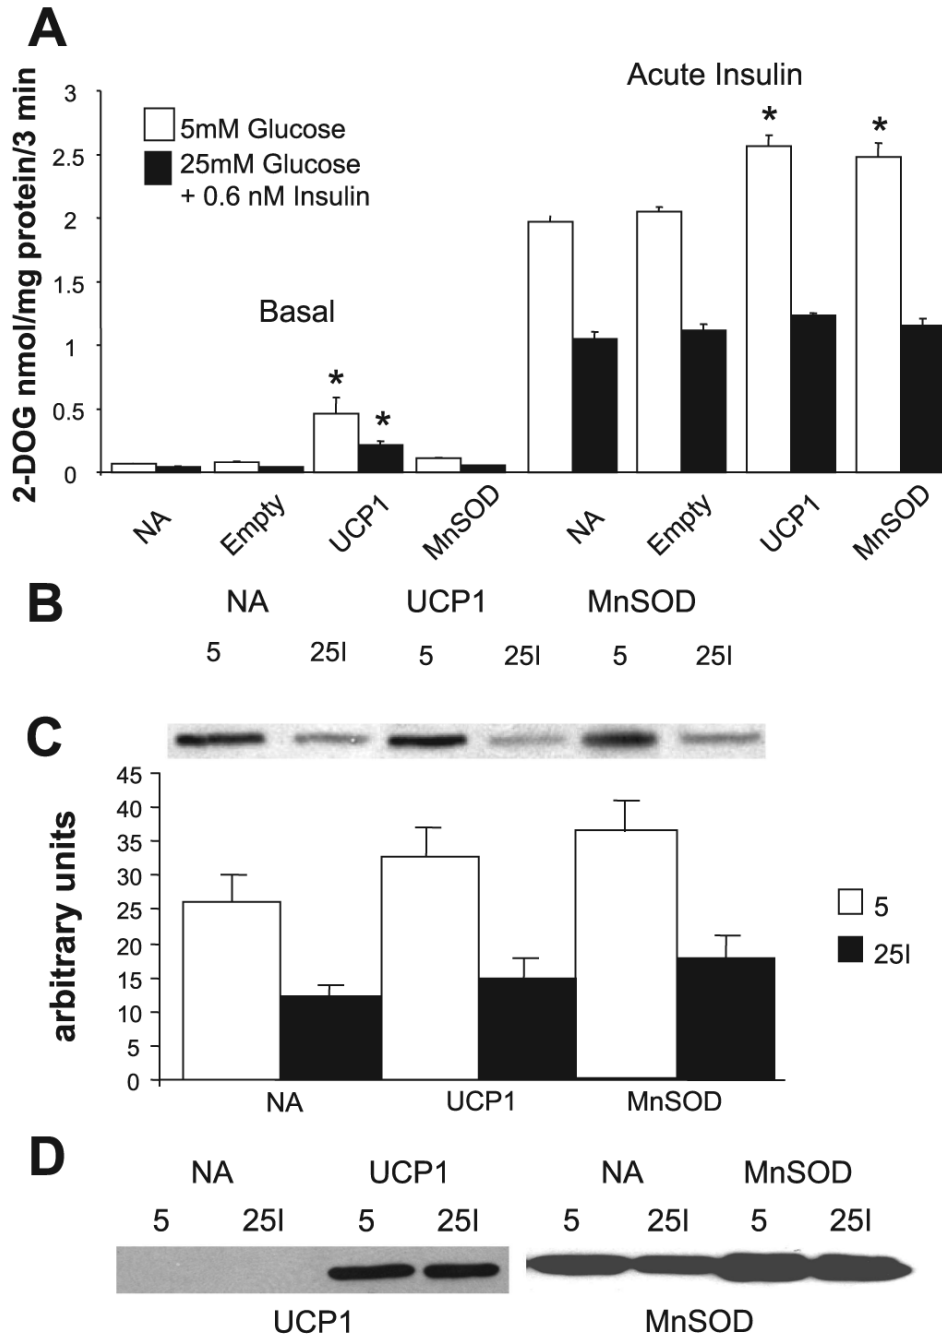 A
2-DOG nmol/mg protein/3 min
3
2.5
2
1.5
1
0.5
0
5mM Glucose
25mM Glucose
+ 0.6 nM Insulin
Basal
Acute Insulin
*
*
*
*
NA
Empty
UCP1
MnSOD
NA
Empty
UCP1
MnSOD
B
NA UCP1 MnSOD
5 25I 5 25I 5 25I
C
arbitrary units
45
40
35
30
25
20
15
10
5
0
5
25I
NA UCP1 MnSOD
D
NA UCP1 NA MnSOD
5 25I 5 25I 5 25I 5 25I
UCP1 MnSOD